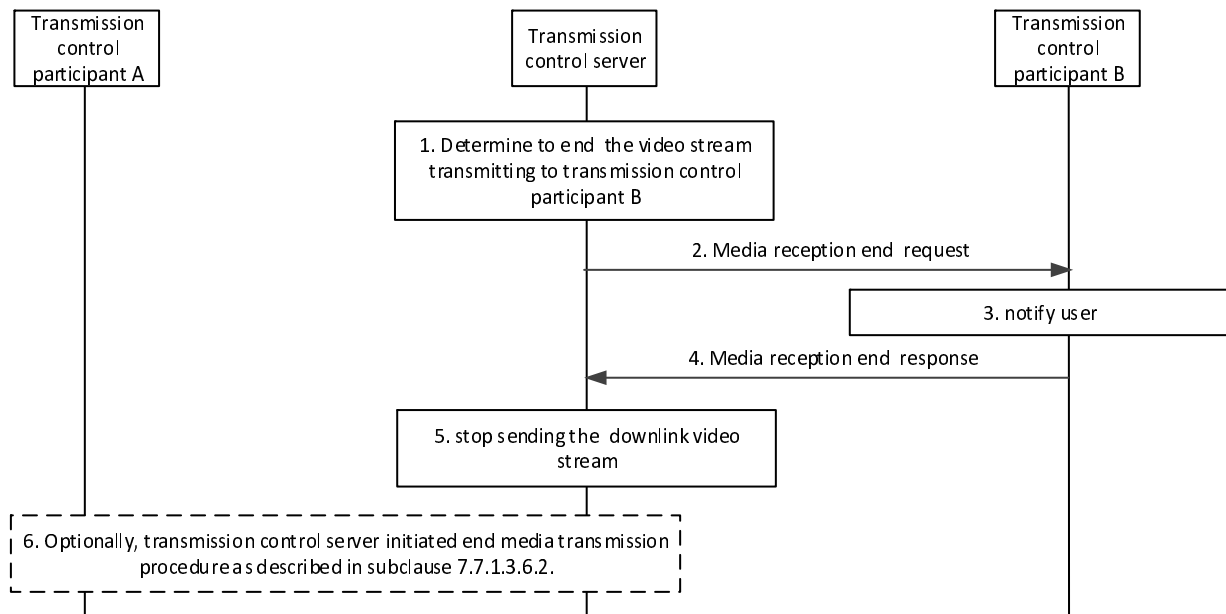 Transmission
control
participant A
Transmission
control server
Transmission
control
participant B
1. Determine to end the video stream
transmitting to transmission control
participant B
2. Media reception end request
3. notify user
4. Media reception end response
5. stop sending the downlink video
stream
6. Optionally, transmission control server initiated end media transmission
procedure as described in subclause 7.7.1.3.6.2.